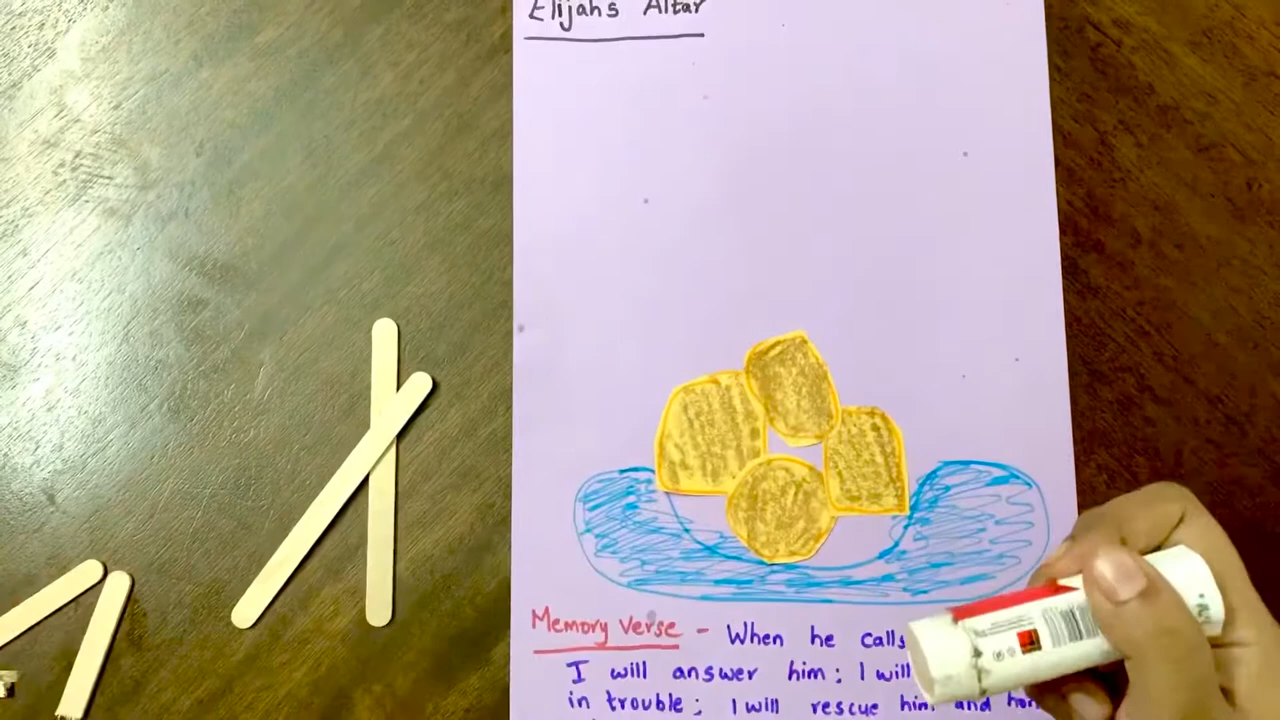 Elijahs Altar
Memory Verse - When he calls
I will answer him; I will
in trouble; I will rescue him and